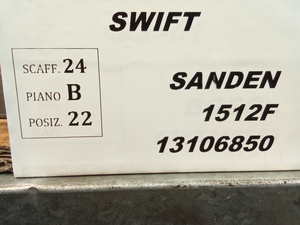 SWIFT
SCAFF. 24
PIANO B
POSIZ. 22
SANDEN
1512F
13106850